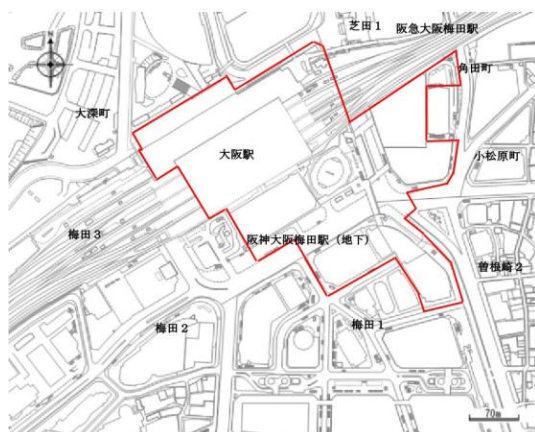 芝田１
阪急大阪梅田駅
N
角田町
大深町
大阪駅
小松原町
梅田３
阪神大阪梅田駅（地下）
曽根崎２
梅田２
梅田１
70m